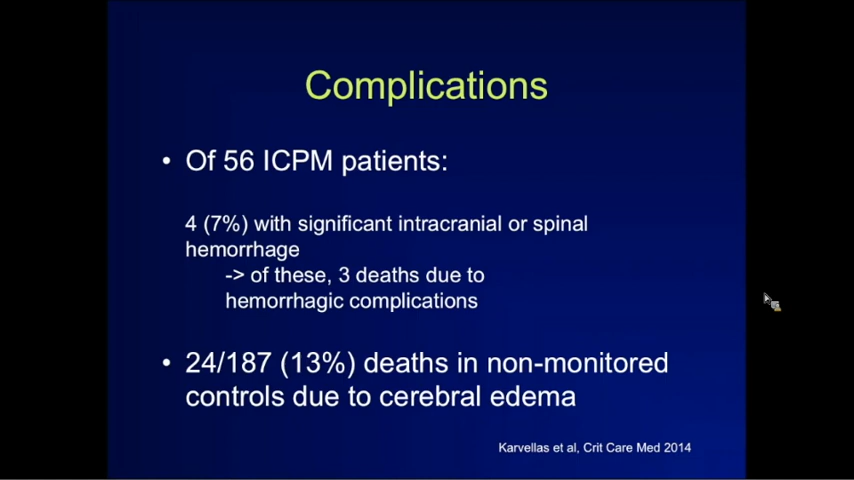 Complications
• Of 56 ICPM patients:
4 (7%) with significant intracranial or spinal
hemorrhage
-> of these, 3 deaths due to
hemorrhagic complications
• 24/187 (13%) deaths in non-monitored
controls due to cerebral edema
Karvellas et al, Crit Care Med 2014